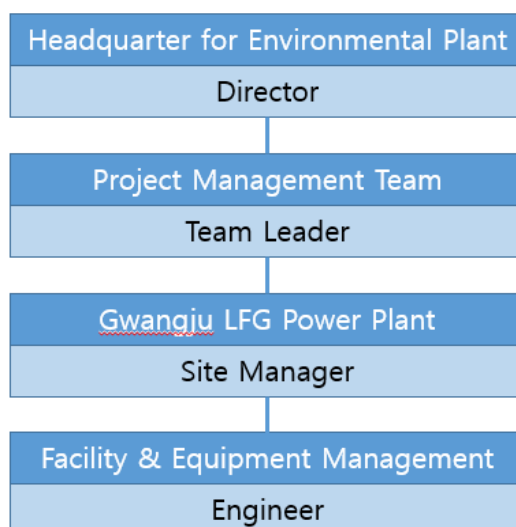 Headquarter for Environmental Plant
Director
Project Management Team
Team Leader
Gwangju LFG Power Plant
Site Manager
Facility & Equipment Management
Engineer